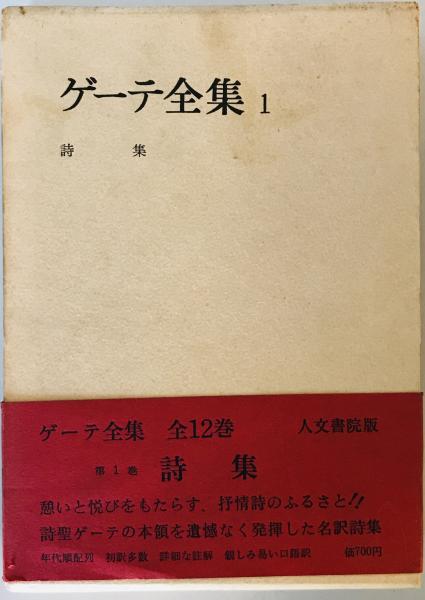 ゲーテ全集 1
詩 集
ゲーテ全集 全12巻 人文書院版
第1巻 詩 集
憩いと悦びをもたらす、抒情詩のふるさと!!
詩聖ゲーテの本領を遺憾なく発揮した名訳詩集
年代順配列 初訳多数 詳細な註解 親しみ易い口語訳 価700円